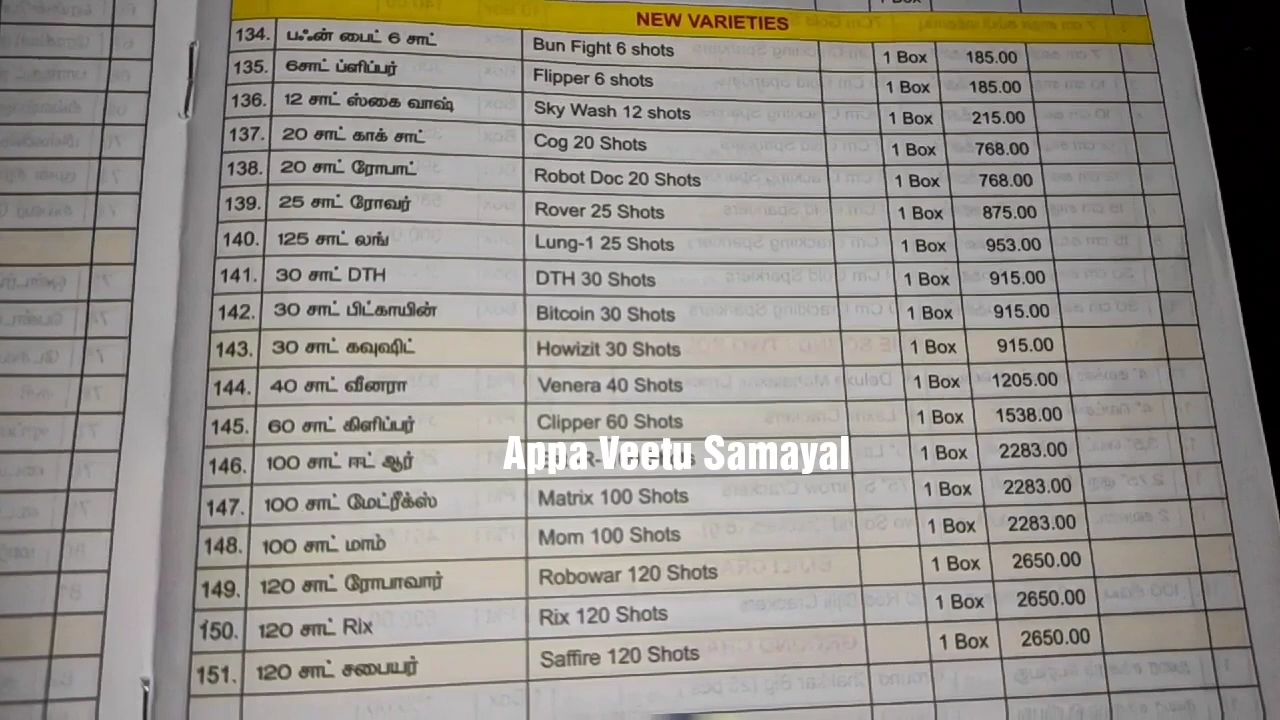 NEW VARIETIES
134. பஃன் பைட் 6 சாட் Bun Fight 6 shots 1 Box 185.00
135. 6சாட் ப்ளிப்பர் Flipper 6 shots 1 Box 185.00
136. 12 சாட் ஸ்கை வாஷ் Sky Wash 12 shots 1 Box 215.00
137. 20 சாட் காக் சாட் Cog 20 Shots 1 Box 768.00
138. 20 சாட் ரோபாட் Robot Doc 20 Shots 1 Box 768.00
139. 25 சாட் ரோவர் Rover 25 Shots 1 Box 875.00
140. 125 சாட் லங் Lung-1 25 Shots 1 Box 953.00
141. 30 சாட் DTH DTH 30 Shots 1 Box 915.00
142. 30 சாட் பிட்காயின் Bitcoin 30 Shots 1 Box 915.00
143. 30 சாட் கவுஷிட் Howizit 30 Shots 1 Box 915.00
144. 40 சாட் வீனரா Venera 40 Shots 1 Box 1205.00
145. 60 சாட் கிளிப்பர் Clipper 60 Shots 1 Box 1538.00
146. 100 சாட் ஈட் ஆர் 1 Box 2283.00
Appa Veetu Samayal
147. 100 சாட் மேட்ரீக்ஸ் Matrix 100 Shots 1 Box 2283.00
148. 100 சாட் மாம் Mom 100 Shots 1 Box 2283.00
149. 120 சாட் ரோபாவார் Robowar 120 Shots 1 Box 2650.00
150. 120 சாட் Rix Rix 120 Shots 1 Box 2650.00
151. 120 சாட் சபையர் Saffire 120 Shots 1 Box 2650.00